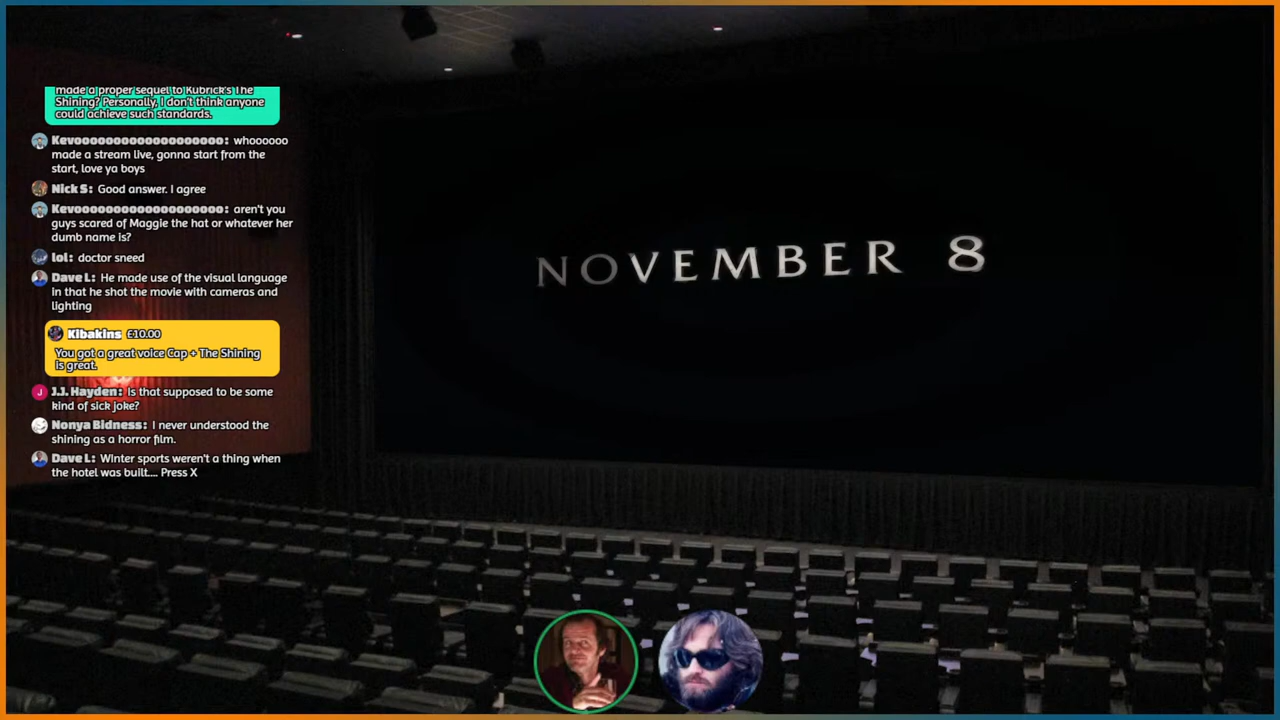 made a proper sequel to Kubrick's The
Shining? Personally, I don't think anyone
could achieve such standards.
Kevoooooooooooooooooooo: whoooooo
made a stream live, gonna start from the
start, love ya boys
Nick S: Good answer. I agree
Kevoooooooooooooooooooo: aren't you
guys scared of Maggie the hat or whatever her
dumb name is?
lol: doctor sneed
Dave L: He made use of the visual language
in that he shot the movie with cameras and
lighting
Kibakins £10.00
You got a great voice Cap + The Shining
is great.
J
J.J. Hayden: Is that supposed to be some
kind of sick joke?
Nonya Bidness: I never understood the
shining as a horror film.
Dave L: Winter sports weren't a thing when
the hotel was built.... Press X
NOVEMBER 8